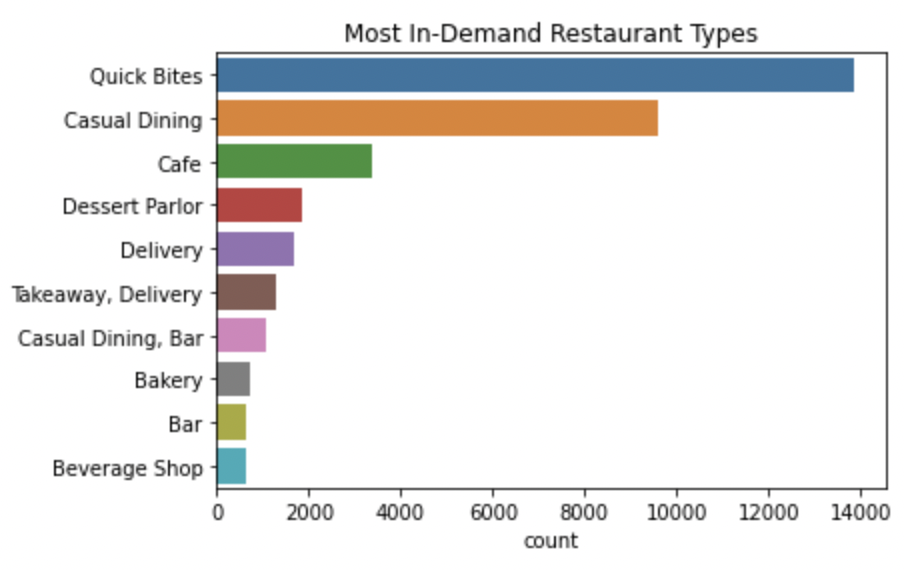 Most In-Demand Restaurant Types
Quick Bites
Casual Dining
Cafe
Dessert Parlor
Delivery
Takeaway, Delivery
Casual Dining, Bar
Bakery
Bar
Beverage Shop
0 2000 4000 6000 8000 10000 12000 14000
count